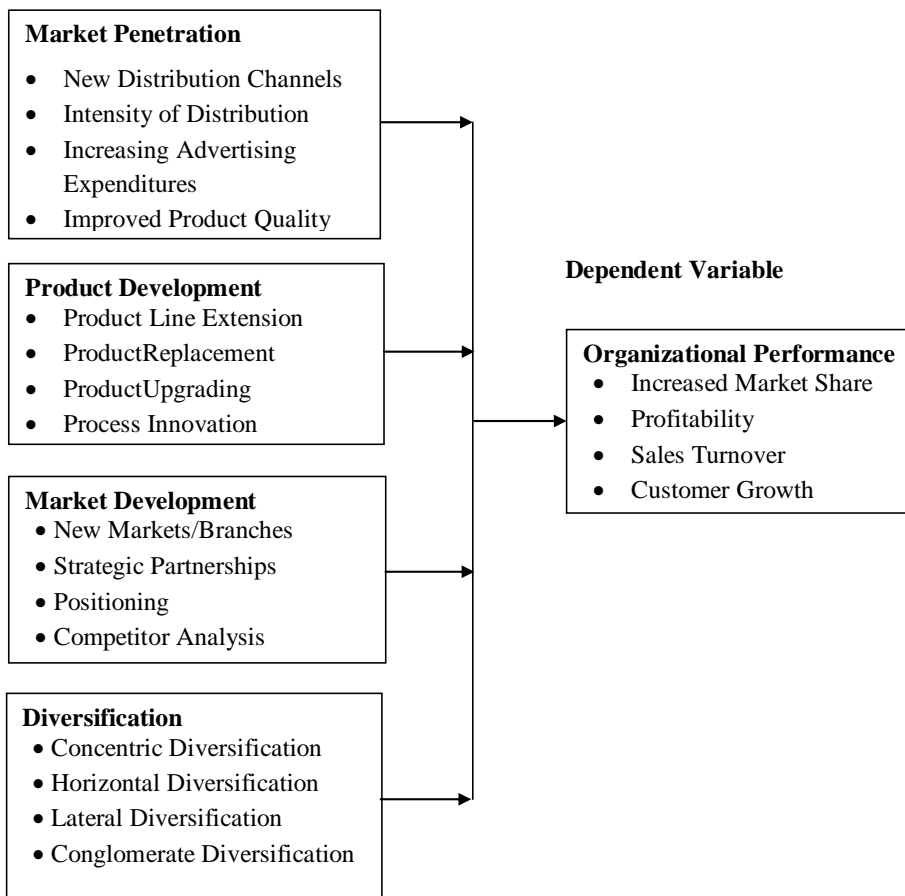 Market Penetration
• New Distribution Channels
• Intensity of Distribution
• Increasing Advertising
Expenditures
• Improved Product Quality
Product Development
• Product Line Extension
• ProductReplacement
• ProductUpgrading
• Process Innovation
Market Development
• New Markets/Branches
• Strategic Partnerships
• Positioning
• Competitor Analysis
Diversification
• Concentric Diversification
• Horizontal Diversification
• Lateral Diversification
• Conglomerate Diversification
Dependent Variable
Organizational Performance
• Increased Market Share
• Profitability
• Sales Turnover
• Customer Growth